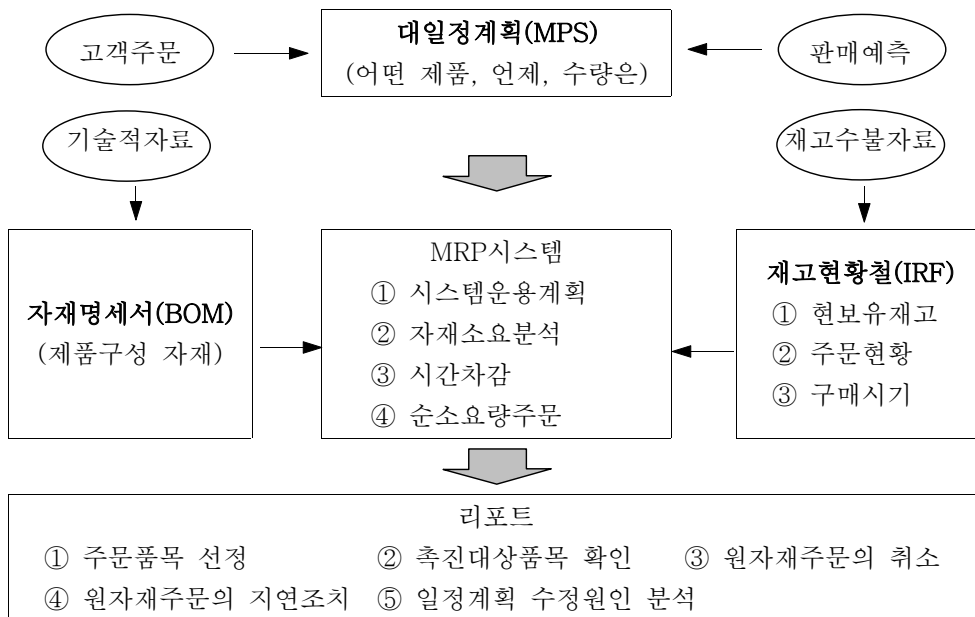 고객주문
대일정계획(MPS)
(어떤 제품, 언제, 수량은)
판매예측
기술적자료
재고수불자료
자재명세서(BOM)
(제품구성 자재)
MRP시스템
① 시스템운용계획
② 자재소요분석
③ 시간차감
④ 순소요량주문
재고현황철(IRF)
① 현보유재고
② 주문현황
③ 구매시기
리포트
① 주문품목 선정 ② 촉진대상품목 확인 ③ 원자재주문의 취소
④ 원자재주문의 지연조치 ⑤ 일정계획 수정원인 분석